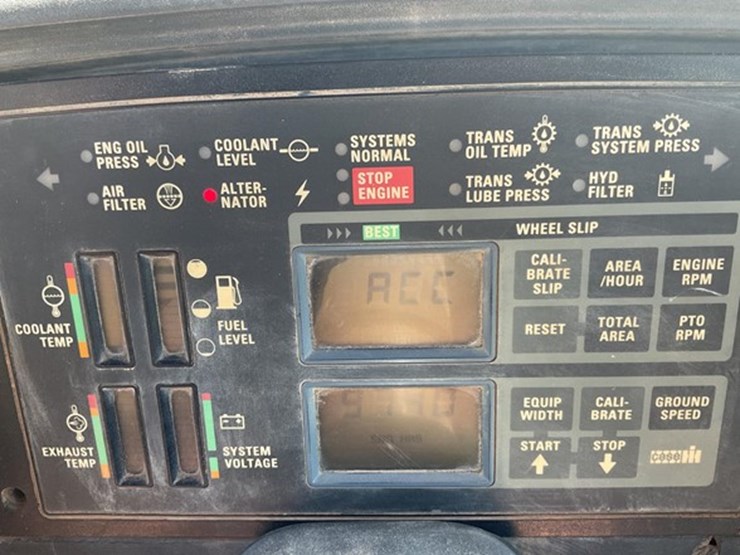 ENG OIL
PRESS
COOLANT
LEVEL
SYSTEMS
NORMAL
TRANS
OIL TEMP
TRANS
SYSTEM PRESS
AIR
FILTER
ALTER-
NATOR
STOP
ENGINE
TRANS
LUBE PRESS
HYD
FILTER
BEST
WHEEL SLIP
COOLANT
TEMP
FUEL
LEVEL
ACC
CALI-
BRATE
SLIP
AREA
/HOUR
ENGINE
RPM
RESET
TOTAL
AREA
PTO
RPM
EXHAUST
TEMP
SYSTEM
VOLTAGE
EQUIP
WIDTH
CALI-
BRATE
GROUND
SPEED
START
STOP